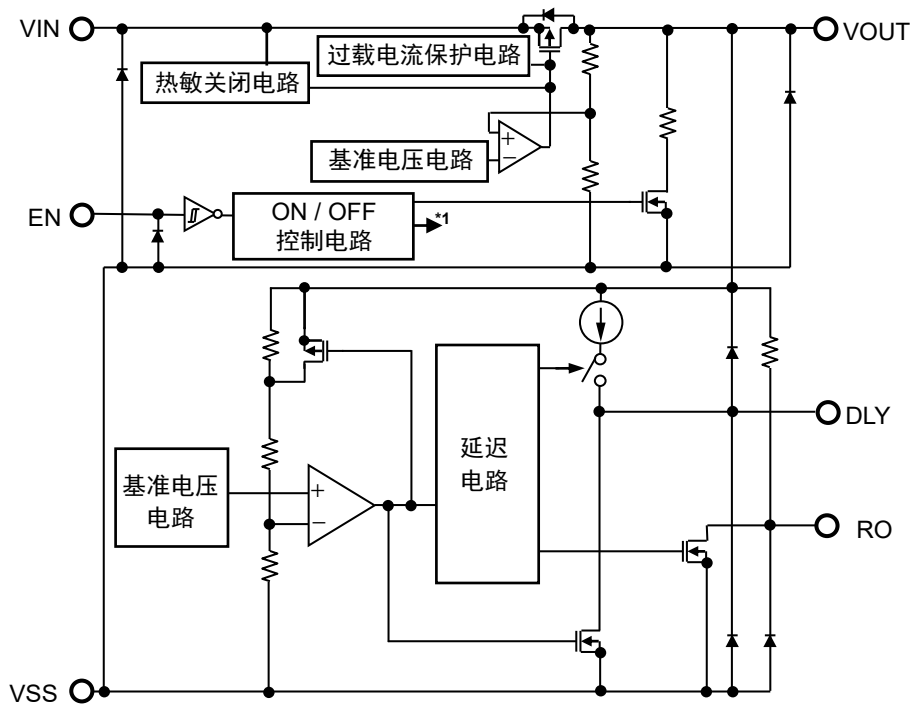 VIN
VOUT
过载电流保护电路
热敏关闭电路
+
−
基准电压电路
EN
ON / OFF
控制电路
*1
DLY
延迟
电路
基准电压
电路
+
−
RO
VSS